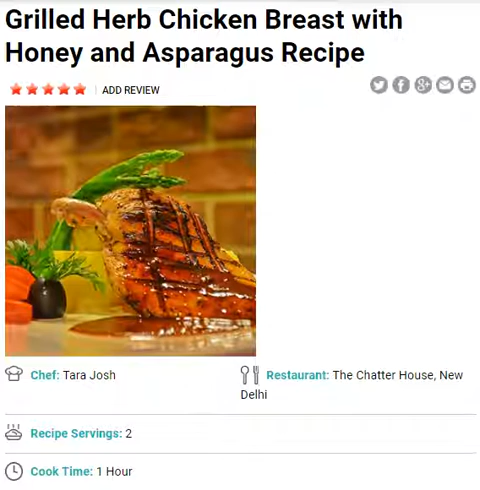 Grilled Herb Chicken Breast with
Honey and Asparagus Recipe
ADD REVIEW
Chef: Tara Josh
Restaurant: The Chatter House, New
Delhi
Recipe Servings: 2
Cook Time: 1 Hour